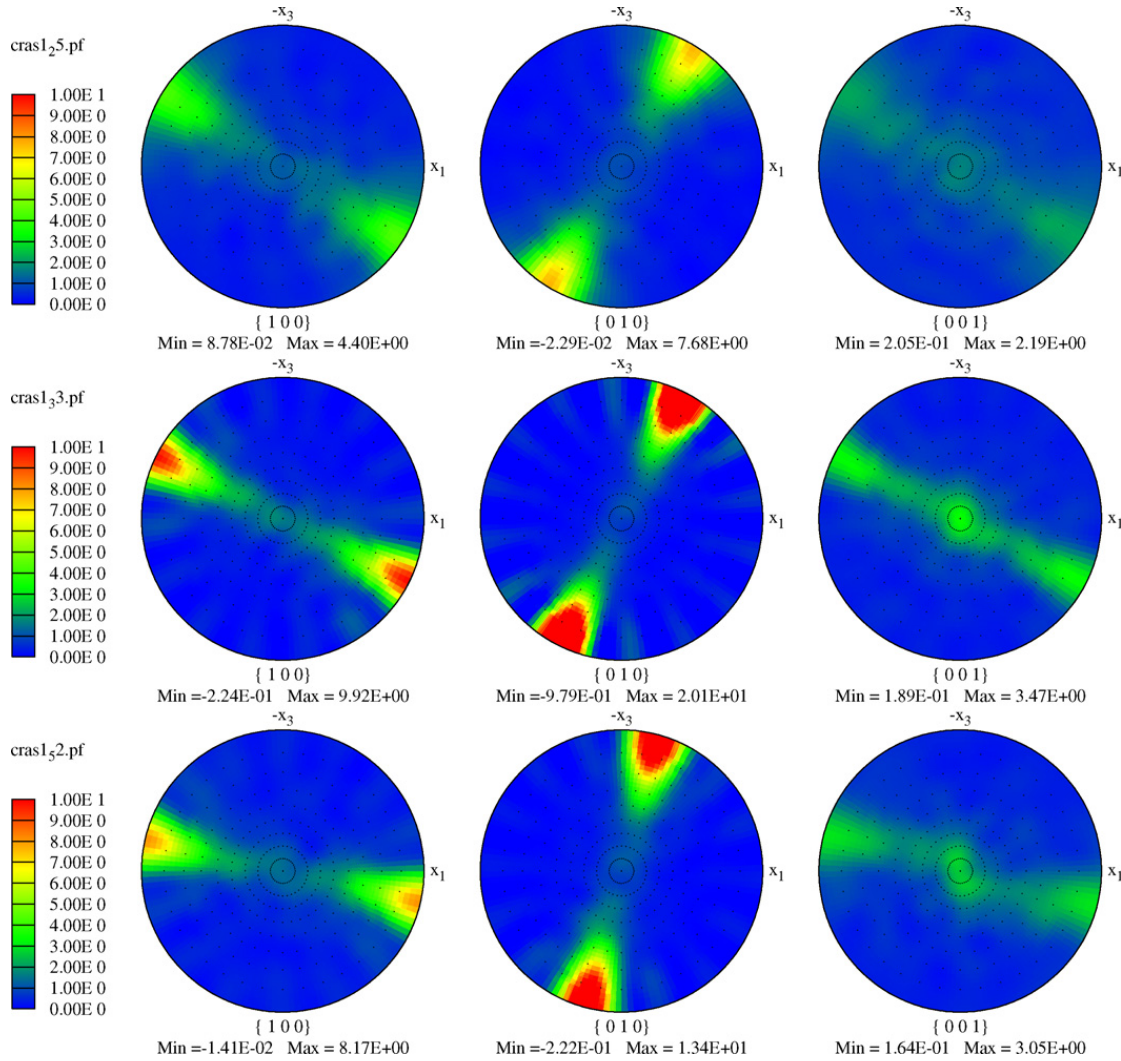 -x3
cras1₂5.pf
1.00E 1
9.00E 0
8.00E 0
7.00E 0
6.00E 0
5.00E 0
4.00E 0
3.00E 0
2.00E 0
1.00E 0
0.00E 0
x1
{ 1 0 0}
Min = 8.78E-02 Max = 4.40E+00
{ 0 1 0}
Min =-2.29E-02 Max = 7.68E+00
x1
{ 0 0 1}
Min = 2.05E-01 Max = 2.19E+00
-x3
-x3
-x3
cras1₃3.pf
1.00E 1
9.00E 0
8.00E 0
7.00E 0
6.00E 0
5.00E 0
4.00E 0
3.00E 0
2.00E 0
1.00E 0
0.00E 0
x1
x1
x1
{ 1 0 0}
Min =-2.24E-01 Max = 9.92E+00
{ 0 1 0}
Min =-9.79E-01 Max = 2.01E+01
{ 0 0 1}
Min = 1.89E-01 Max = 3.47E+00
-x3
-x3
-x3
cras1₅2.pf
1.00E 1
9.00E 0
8.00E 0
7.00E 0
6.00E 0
5.00E 0
4.00E 0
3.00E 0
2.00E 0
1.00E 0
0.00E 0
x1
x1
x1
{ 1 0 0}
Min =-1.41E-02 Max = 8.17E+00
{ 0 1 0}
Min =-2.22E-01 Max = 1.34E+01
{ 0 0 1}
Min = 1.64E-01 Max = 3.05E+00